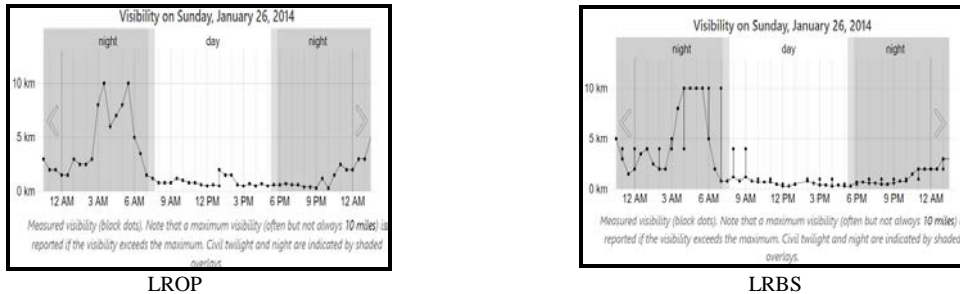 Visibility on Sunday, January 26, 2014
night day night
10 km
5 km
0 km
12 AM 3 AM 6 AM 9 AM 12 PM 3 PM 6 PM 9 PM 12 AM
Measured visibility (black dots). Note that a maximum visibility (often but not always 10 miles) is
reported if the visibility exceeds the maximum. Civil twilight and night are indicated by shaded
overlays.
LROP
Visibility on Sunday, January 26, 2014
night day night
10 km
5 km
0 km
12 AM 3 AM 6 AM 9 AM 12 PM 3 PM 6 PM 9 PM 12 AM
Measured visibility (black dots). Note that a maximum visibility (often but not always 10 miles)
reported if the visibility exceeds the maximum. Civil twilight and night are indicated by shaded
overlays.
LRBS